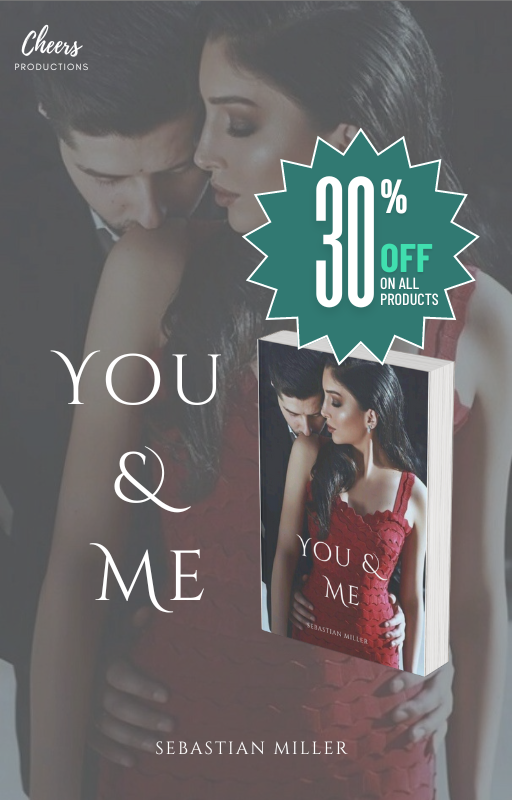 Cheers
PRODUCTIONS
30%
OFF
ON ALL
PRODUCTS
YOU
&
ME
YOU &
ME
SEBASTIAN MILLER
SEBASTIAN MILLER